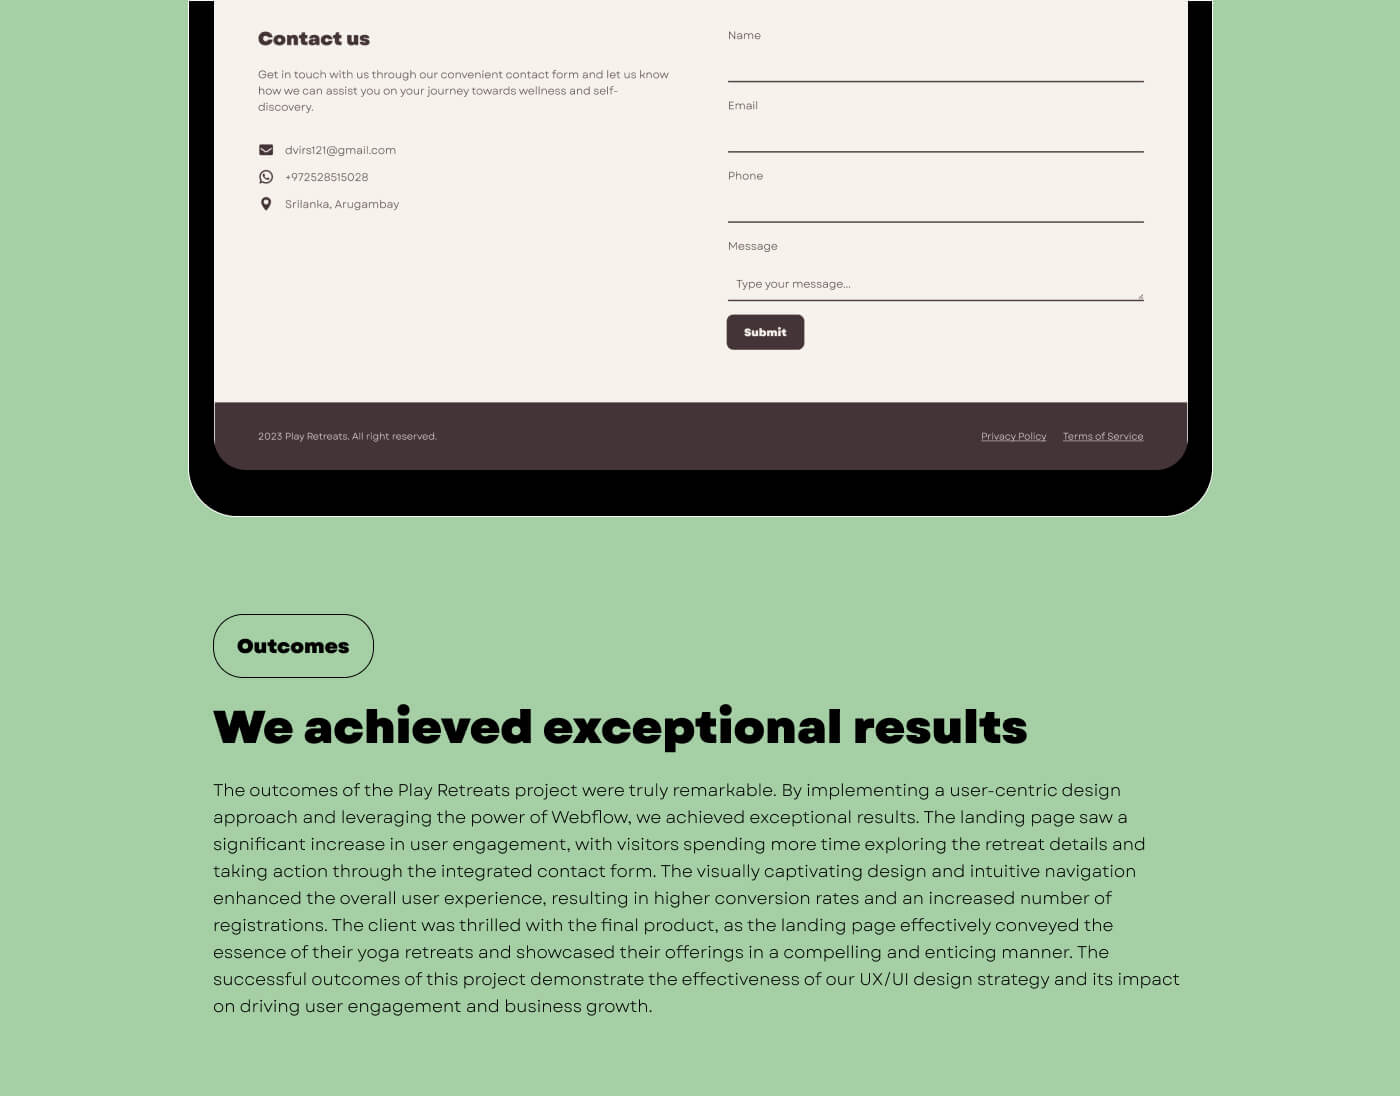 Contact us
Get in touch with us through our convenient contact form and let us know
how we can assist you on your journey towards wellness and self-
discovery.
dvirs121@gmail.com
+972528515028
Srilanka, Arugambay
Name
Email
Phone
Message
Type your message...
Submit
2023 Play Retreats. All right reserved.
Privacy Policy
Terms of Service
Outcomes
We achieved exceptional results
The outcomes of the Play Retreats project were truly remarkable. By implementing a user-centric design
approach and leveraging the power of Webflow, we achieved exceptional results. The landing page saw a
significant increase in user engagement, with visitors spending more time exploring the retreat details and
taking action through the integrated contact form. The visually captivating design and intuitive navigation
enhanced the overall user experience, resulting in higher conversion rates and an increased number of
registrations. The client was thrilled with the final product, as the landing page effectively conveyed the
essence of their yoga retreats and showcased their offerings in a compelling and enticing manner. The
successful outcomes of this project demonstrate the effectiveness of our UX/UI design strategy and its impact
on driving user engagement and business growth.